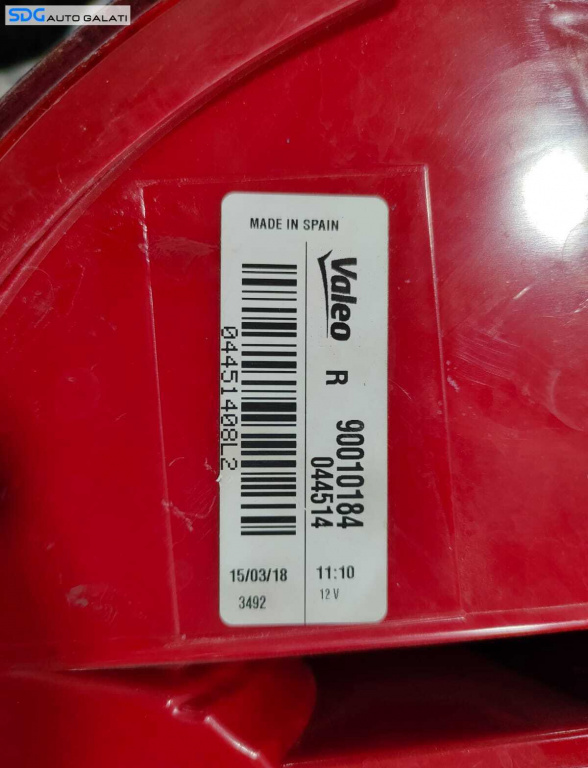 SDG AUTO GALATI
MADE IN SPAIN
Valeo R
90010184
044514
04451408L2
15/03/18
11:10
3492
12 V